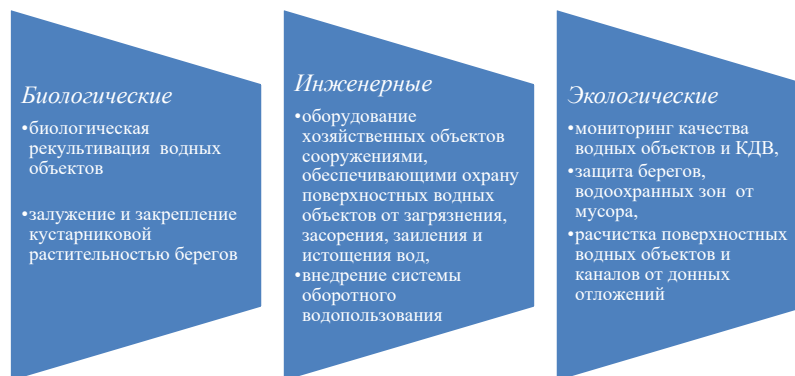 Биологические
•биологическая
рекультивация водных
объектов
•залужение и закрепление
кустарниковой
растительностью берегов
Инженерные
•оборудование
хозяйственных объектов
сооружениями,
обеспечивающими охрану
поверхностных водных
объектов от загрязнения,
засорения, заиления и
истощения вод,
•внедрение системы
оборотного
водопользования
Экологические
•мониторинг качества
водных объектов и КДВ,
•защита берегов,
водоохранных зон от
мусора,
•расчистка поверхностных
водных объектов и
каналов от донных
отложений